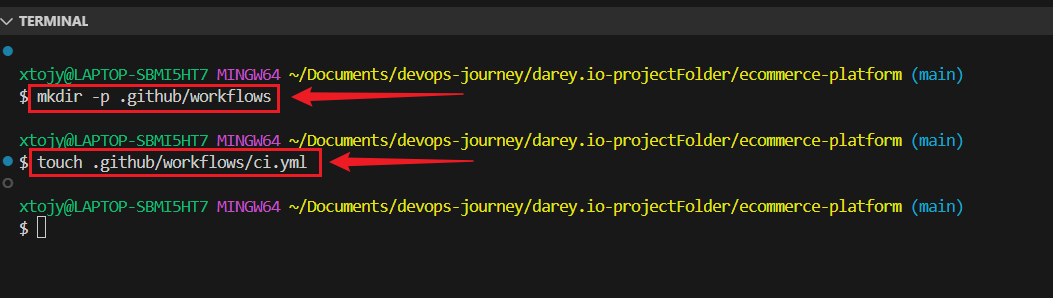 TERMINAL
xtojy@LAPTOP-SBMI5HT7 MINGW64 ~/Documents/devops-journey/darey.io-projectFolder/ecommerce-platform (main)
$ mkdir -p .github/workflows
xtojy@LAPTOP-SBMI5HT7 MINGW64 ~/Documents/devops-journey/darey.io-projectFolder/ecommerce-platform (main)
$ touch .github/workflows/ci.yml
xtojy@LAPTOP-SBMI5HT7 MINGW64 ~/Documents/devops-journey/darey.io-projectFolder/ecommerce-platform (main)
$